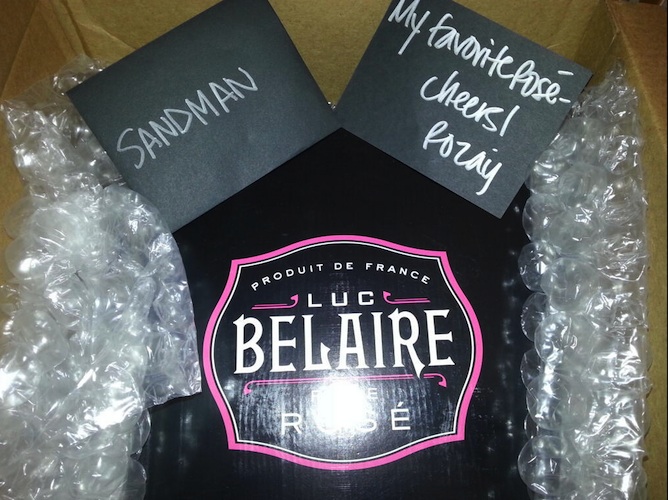 SANDMAN
My favorite Rosé-
cheers!
Rozay
PRODUIT DE FRANCE
LUC
BELAIRE
ROSÉ